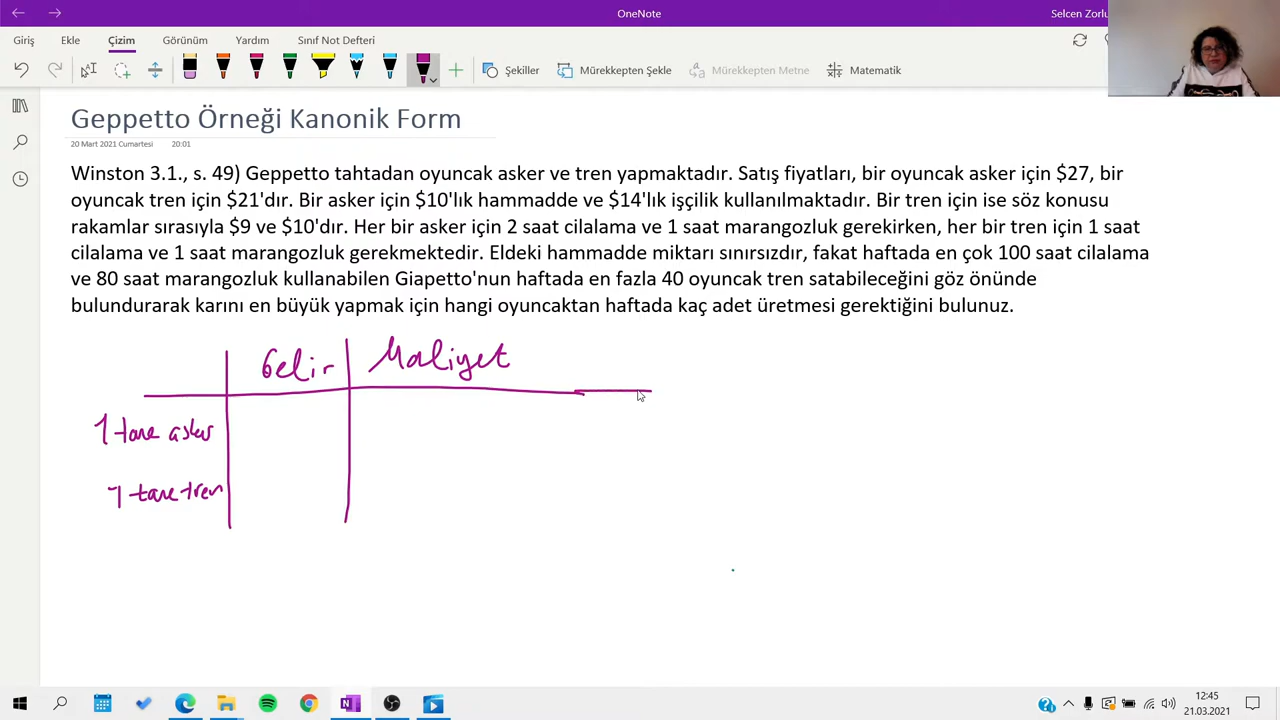 OneNote
Selcen Zorlu
Giriş Ekle Çizim Görünüm Yardım Sınıf Not Defteri
Şekiller Mürekkepten Şekle Mürekkepten Metne Matematik
Geppetto Örneği Kanonik Form
20 Mart 2021 Cumartesi 20:01
Winston 3.1., s. 49) Geppetto tahtadan oyuncak asker ve tren yapmaktadır. Satış fiyatları, bir oyuncak asker için $27, bir
oyuncak tren için $21'dır. Bir asker için $10'lık hammadde ve $14'lık işçilik kullanılmaktadır. Bir tren için ise söz konusu
rakamlar sırasıyla $9 ve $10'dır. Her bir asker için 2 saat cilalama ve 1 saat marangozluk gerekirken, her bir tren için 1 saat
cilalama ve 1 saat marangozluk gerekmektedir. Eldeki hammadde miktarı sınırsızdır, fakat haftada en çok 100 saat cilalama
ve 80 saat marangozluk kullanabilen Giapetto'nun haftada en fazla 40 oyuncak tren satabileceğini göz önünde
bulundurarak karını en büyük yapmak için hangi oyuncaktan haftada kaç adet üretmesi gerektiğini bulunuz.
Gelir Maliyet
1 tane asker
1 tane tren
12:45
21.03.2021